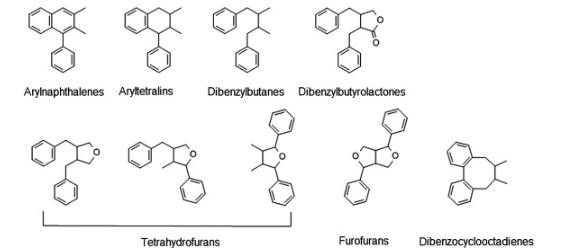 Arylnaphthalenes Aryltetralins Dibenzylbutanes Dibenzylbutyrolactones
O
O
O O O O O
Tetrahydrofurans Furofurans Dibenzocyclooctadienes